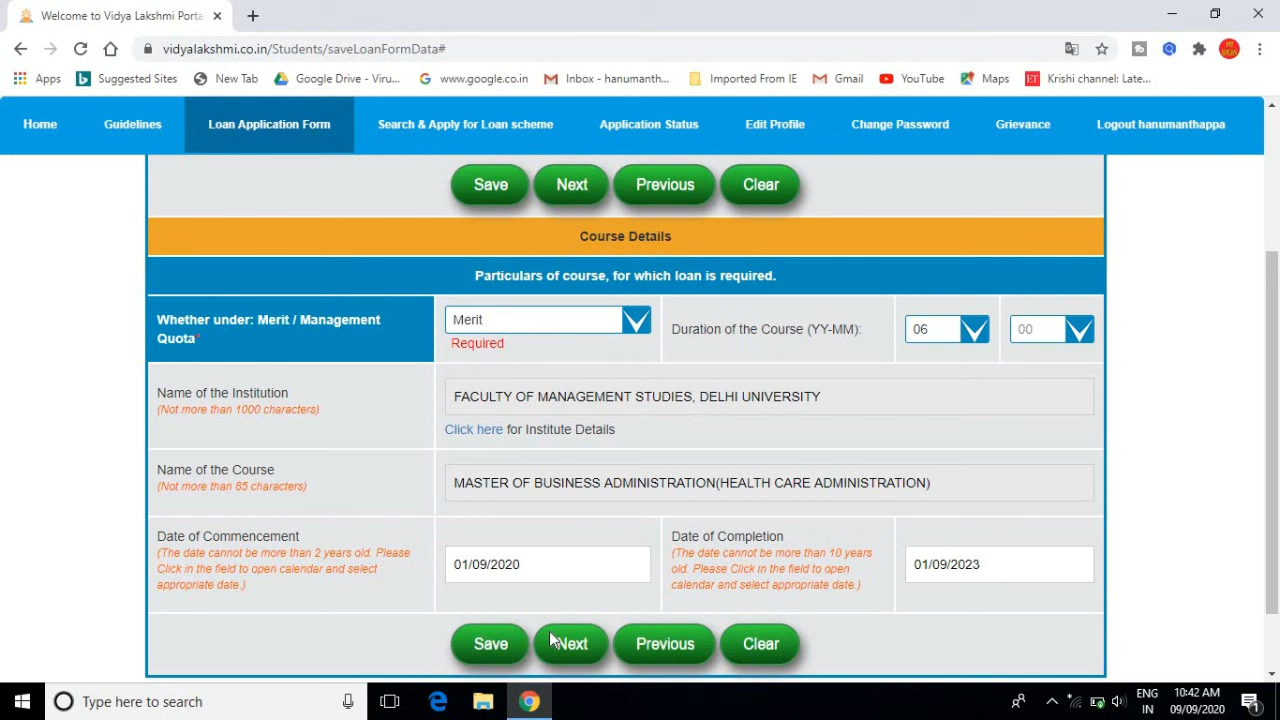 Welcome to Vidya Lakshmi Porta
vidyalakshmi.co.in/Students/saveLoanFormData#
Apps Suggested Sites New Tab Google Drive - Viru... www.google.co.in Inbox - hanumanth... Imported From IE Gmail YouTube Maps ET Krishi channel: Late...
Home Guidelines Loan Application Form Search & Apply for Loan scheme Application Status Edit Profile Change Password Grievance Logout hanumanthappa
Save Next Previous Clear
Course Details
Particulars of course, for which loan is required.
Whether under: Merit / Management
Quota*
Merit
Required
Duration of the Course (YY-MM):
06
00
Name of the Institution
(Not more than 1000 characters)
FACULTY OF MANAGEMENT STUDIES, DELHI UNIVERSITY
Click here for Institute Details
Name of the Course
(Not more than 85 characters)
MASTER OF BUSINESS ADMINISTRATION(HEALTH CARE ADMINISTRATION)
Date of Commencement
(The date cannot be more than 2 years old. Please
Click in the field to open calendar and select
appropriate date.)
01/09/2020
Date of Completion
(The date cannot be more than 10 years
old. Please Click in the field to open
calendar and select appropriate date.)
01/09/2023
Save Next Previous Clear
Type here to search
ENG
IN
10:42 AM
09/09/2020
1